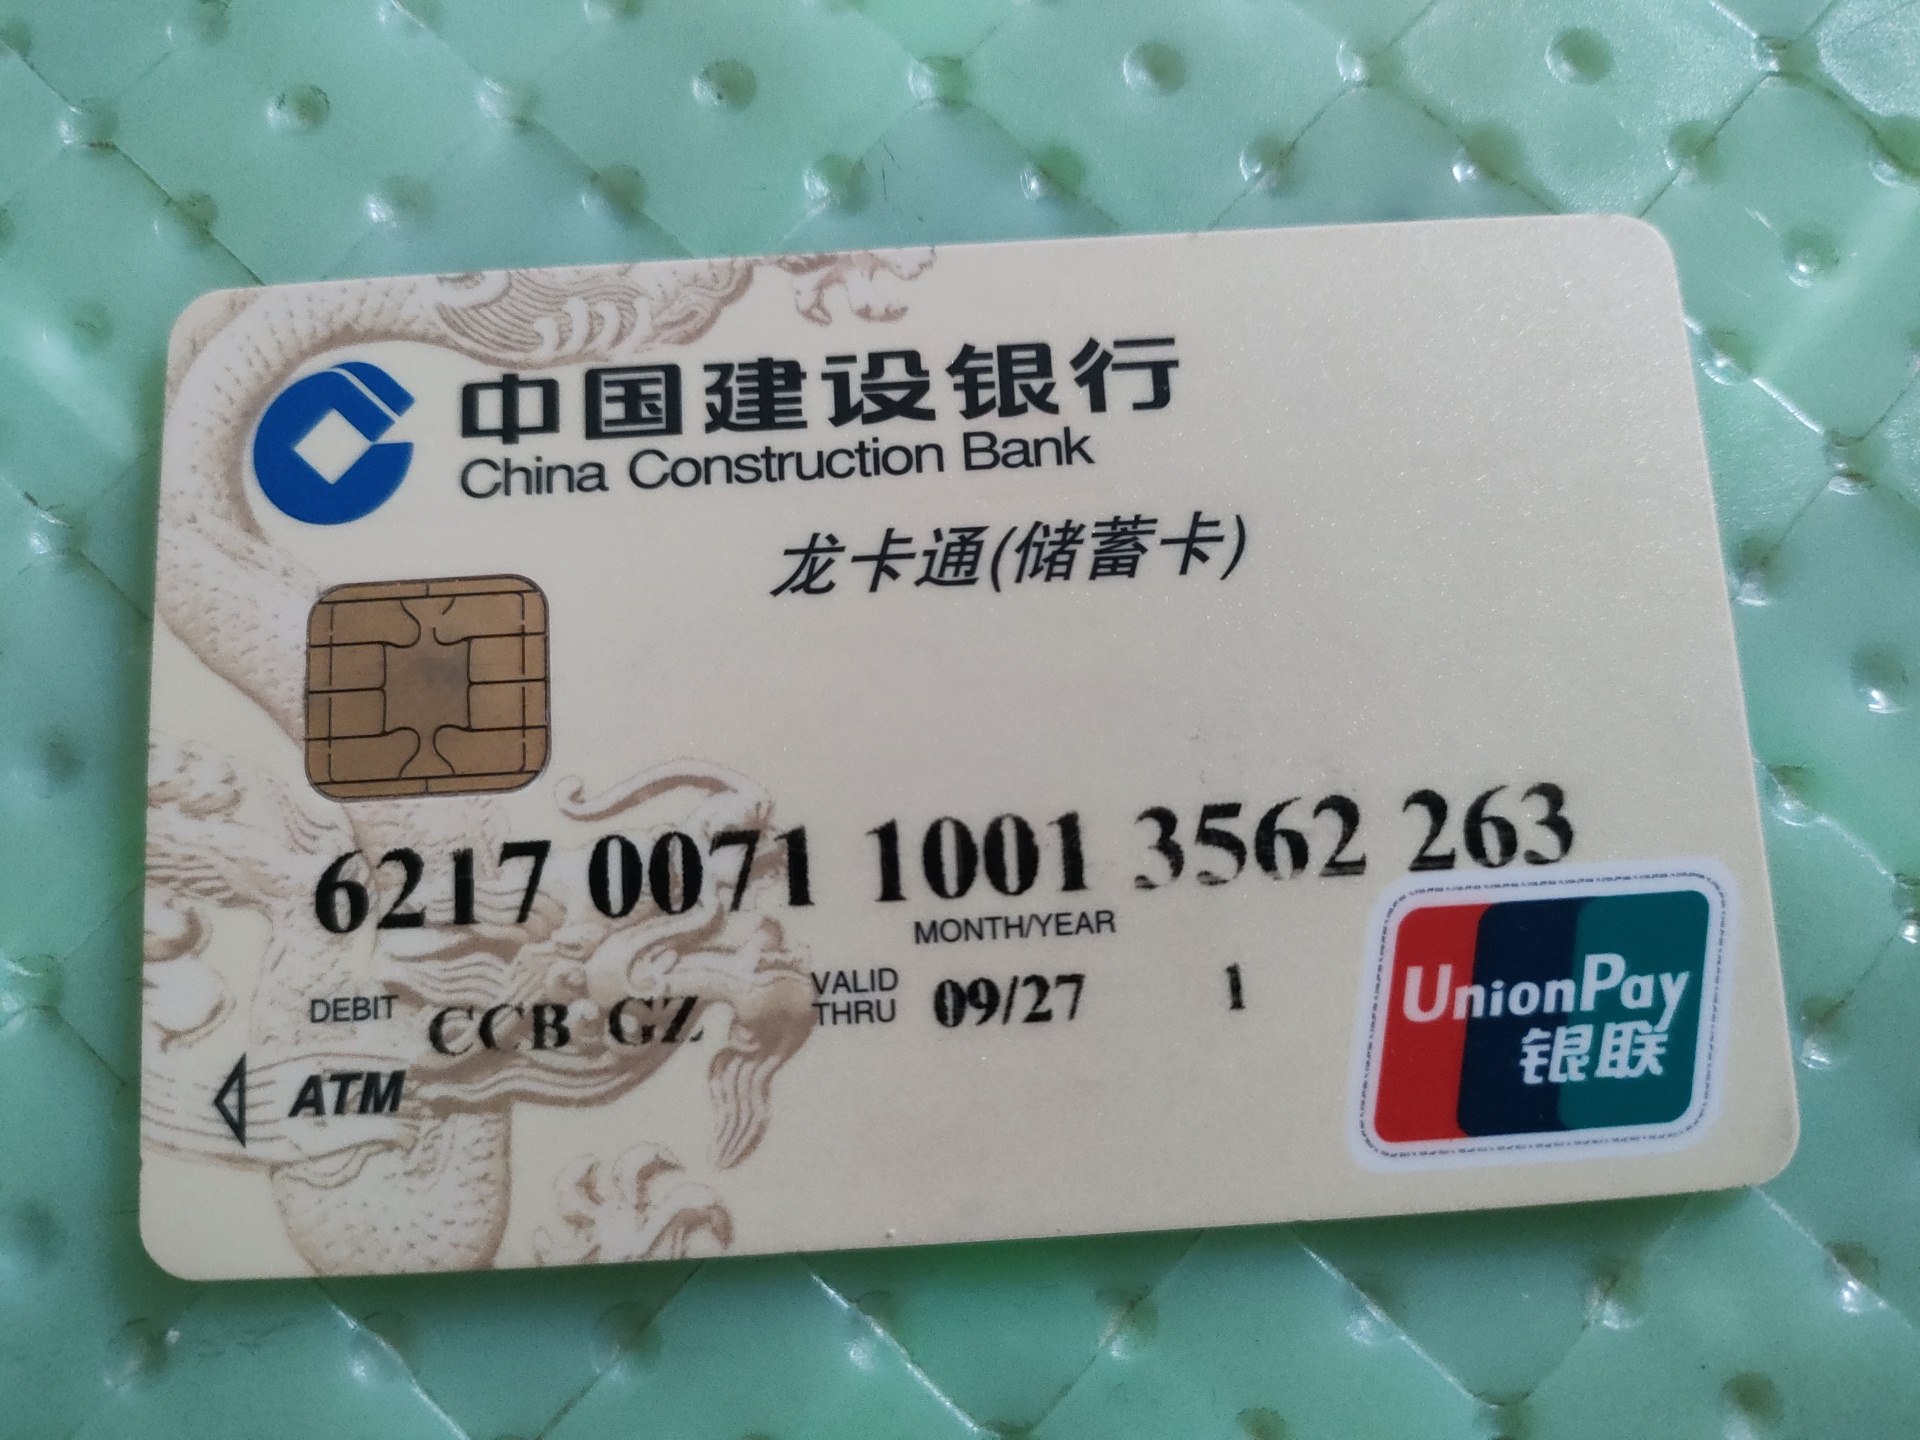 中国建设银行
China Construction Bank
龙卡通(储蓄卡)
6217 0071 1001 3562 263
MONTH/YEAR
DEBIT CCB GZ VALID THRU 09/27 1
ATM
UnionPay
银联